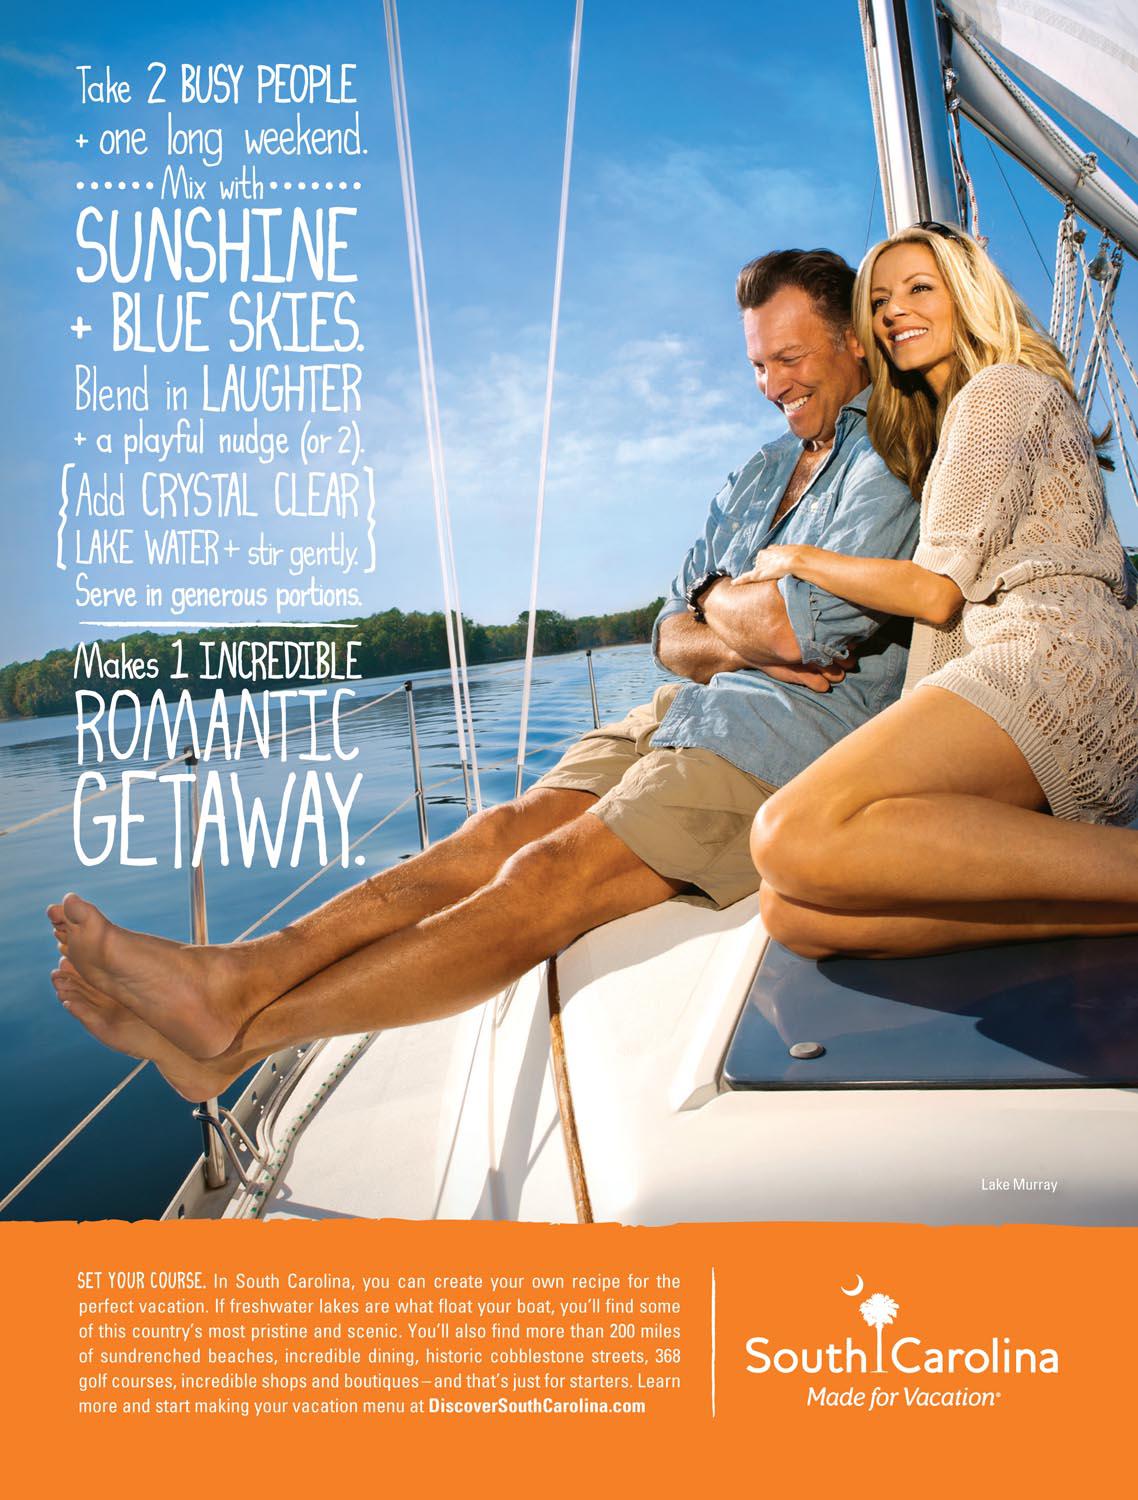 Take 2 BUSY PEOPLE
+ one long weekend.
...... Mix with .......
SUNSHINE
+ BLUE SKIES.
Blend in LAUGHTER
+ a playful nudge (or 2).
{Add CRYSTAL CLEAR
LAKE WATER + stir gently.}
Serve in generous portions.
Makes 1 INCREDIBLE
ROMANTIC
GETAWAY.
Lake Murray
SET YOUR COURSE. In South Carolina, you can create your own recipe for the
perfect vacation. If freshwater lakes are what float your boat, you'll find some
of this country's most pristine and scenic. You'll also find more than 200 miles
of sundrenched beaches, incredible dining, historic cobblestone streets, 368
golf courses, incredible shops and boutiques – and that's just for starters. Learn
more and start making your vacation menu at DiscoverSouthCarolina.com
South Carolina
Made for Vacation®